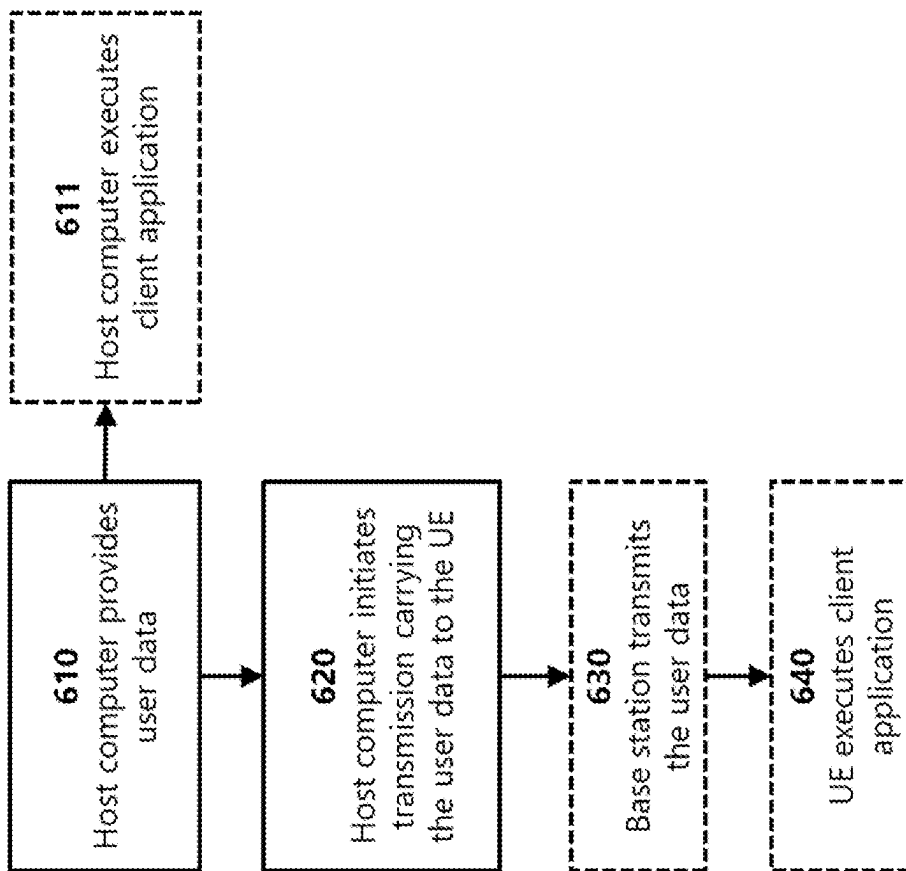 610
Host computer provides
user data
611
Host computer executes
client application
620
Host computer initiates
transmission carrying
the user data to the UE
630
Base station transmits
the user data
640
UE executes client
application